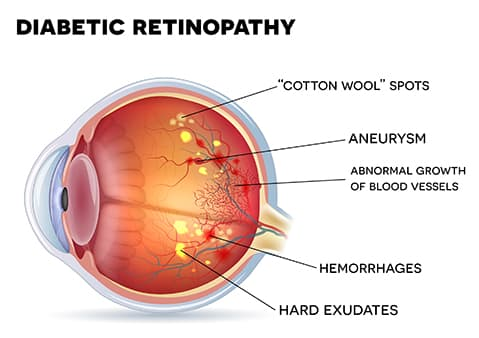 DIABETIC RETINOPATHY
"COTTON WOOL" SPOTS
ANEURYSM
ABNORMAL GROWTH
OF BLOOD VESSELS
HEMORRHAGES
HARD EXUDATES